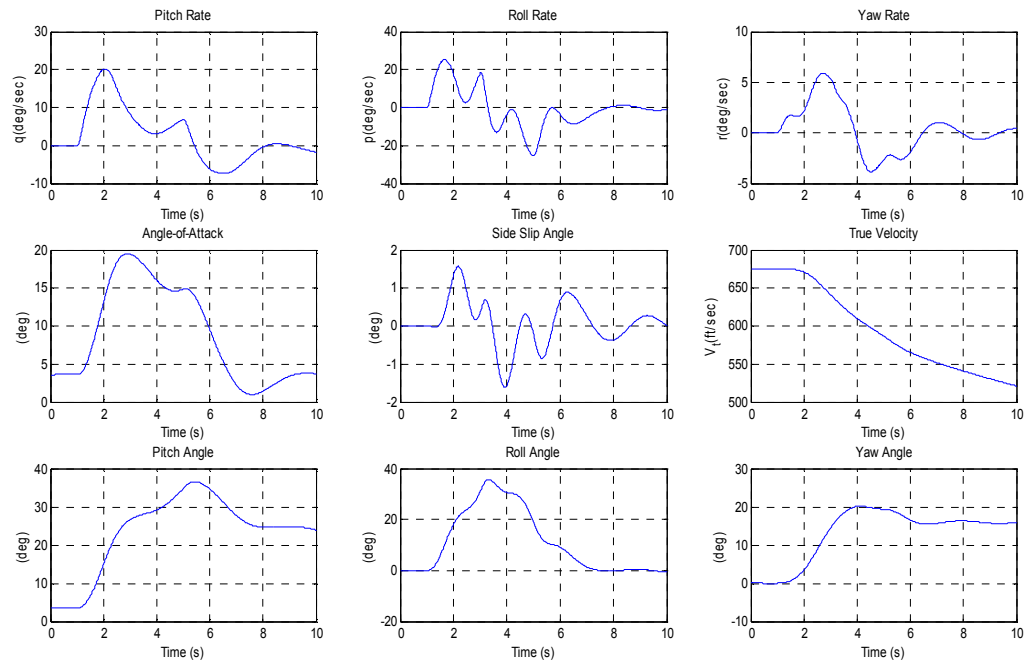 Pitch Rate
30
20
10
0
-10
q(deg/sec)
0 2 4 6 8 10
Time (s)
Roll Rate
40
20
0
-20
-40
p(deg/sec)
0 2 4 6 8 10
Time (s)
Yaw Rate
10
5
0
-5
r(deg/sec)
0 2 4 6 8 10
Time (s)
Angle-of-Attack
20
15
10
5
0
(deg)
0 2 4 6 8 10
Time (s)
Side Slip Angle
2
1
0
-1
-2
(deg)
0 2 4 6 8 10
Time (s)
True Velocity
700
650
600
550
500
V_t(ft/sec)
0 2 4 6 8 10
Time (s)
Pitch Angle
40
30
20
10
0
(deg)
0 2 4 6 8 10
Time (s)
Roll Angle
40
20
0
-20
(deg)
0 2 4 6 8 10
Time (s)
Yaw Angle
30
20
10
0
-10
(deg)
0 2 4 6 8 10
Time (s)